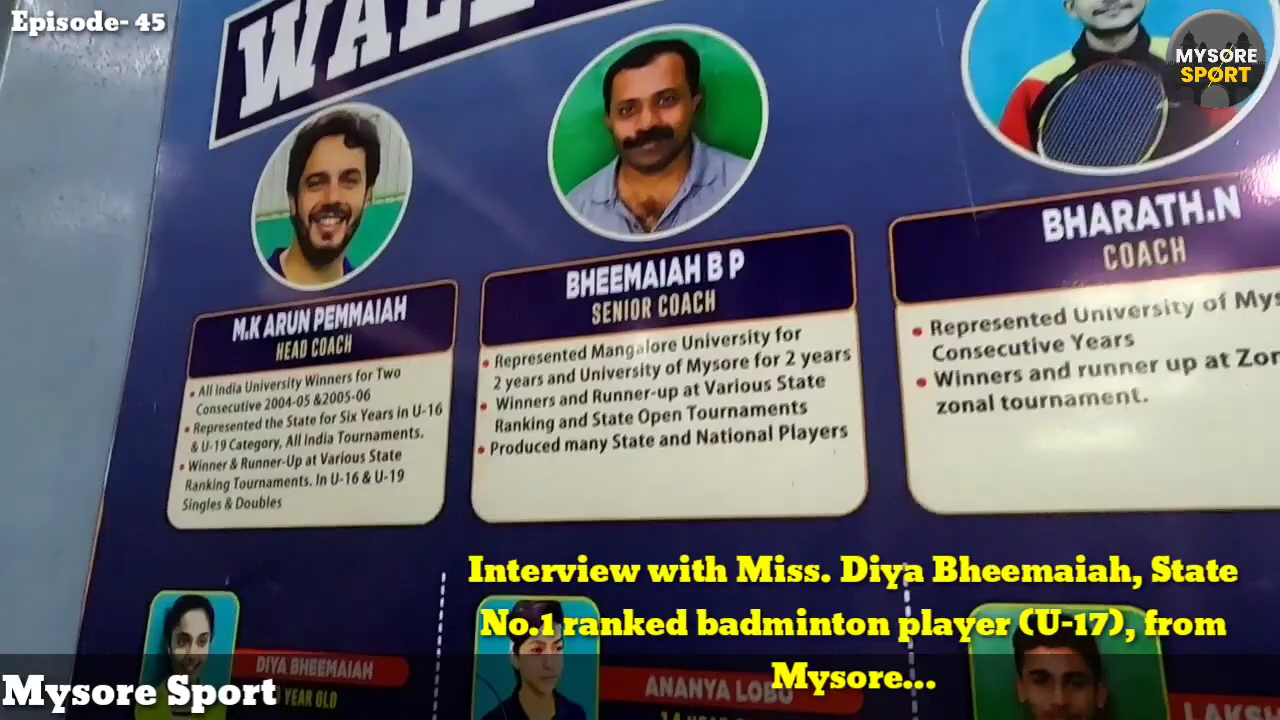 Episode- 45
MYSORE
SPORT
M.K ARUN PEMMAIAH
HEAD COACH
• All India University Winners for Two
Consecutive 2004-05 &2005-06
• Represented the State for Six Years in U-16
& U-19 Category, All India Tournaments.
• Winner & Runner-Up at Various State
Ranking Tournaments. In U-16 & U-19
Singles & Doubles
BHEEMAIAH B P
SENIOR COACH
• Represented Mangalore University for
2 years and University of Mysore for 2 years
• Winners and Runner-up at Various State
Ranking and State Open Tournaments
• Produced many State and National Players
BHARATH.N
COACH
• Represented University of Mys
Consecutive Years
• Winners and runner up at Zon
zonal tournament.
Interview with Miss. Diya Bheemaiah, State
No.1 ranked badminton player (U-17), from
Mysore...
DIYA BHEEMAIAH
YEAR OLD
ANANYA LOBO
Mysore Sport